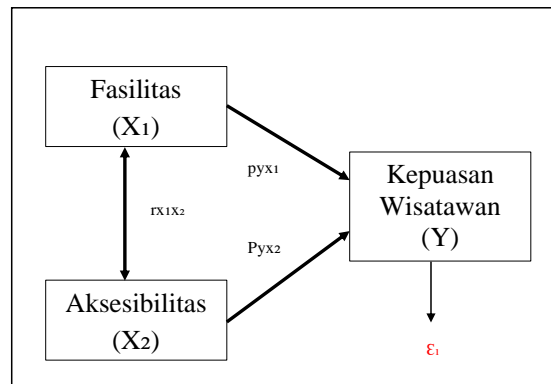 Fasilitas
(X₁)
pyx₁
Kepuasan
Wisatawan
(Y)
rx₁x₂
Pyx₂
Aksesibilitas
(X₂)
ε₁